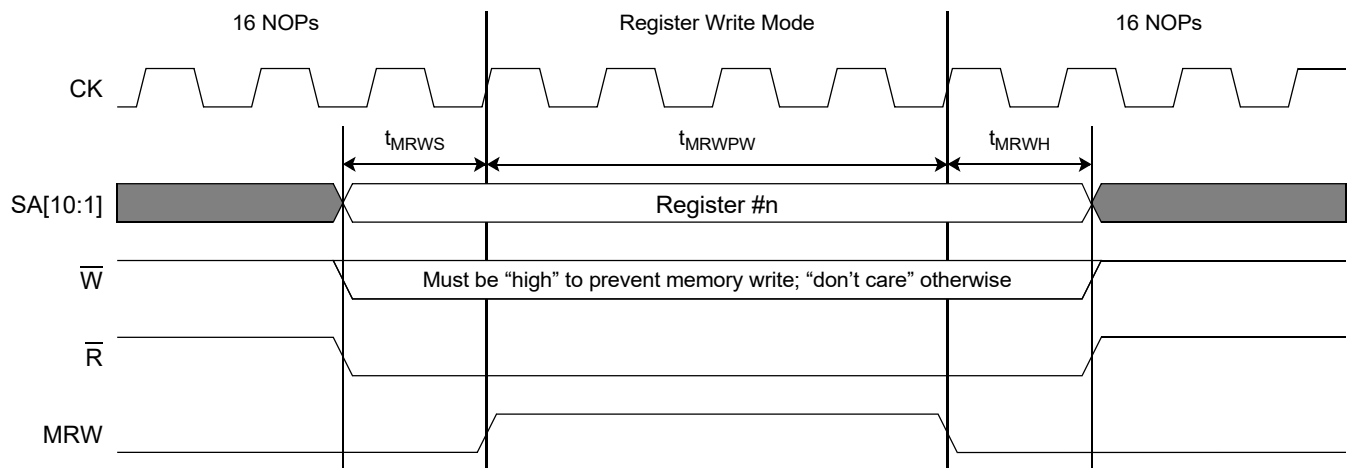 16 NOPs Register Write Mode 16 NOPs
CK
tMRWS tMRWPW tMRWH
SA[10:1] Register #n
W̅ Must be “high” to prevent memory write; “don’t care” otherwise
R̅
MRW